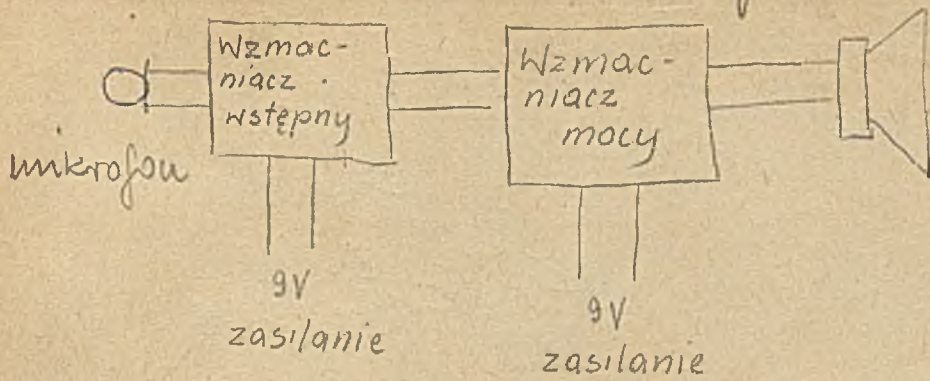 Wzmac-
niacz
wstępny
Wzmac-
niacz
mocy
mikrofon
9V
zasilanie
9V
zasilanie